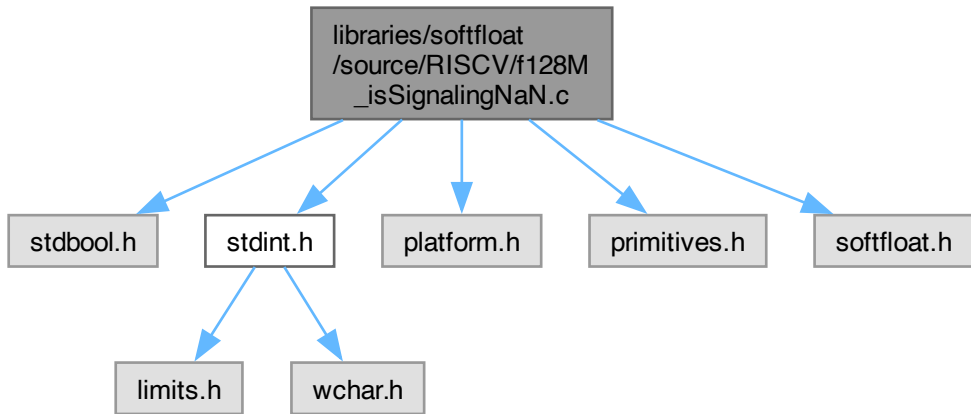 libraries/softfloat
/source/RISCV/f128M
_isSignalingNaN.c
stdbool.h
stdint.h
platform.h
primitives.h
softfloat.h
limits.h
wchar.h